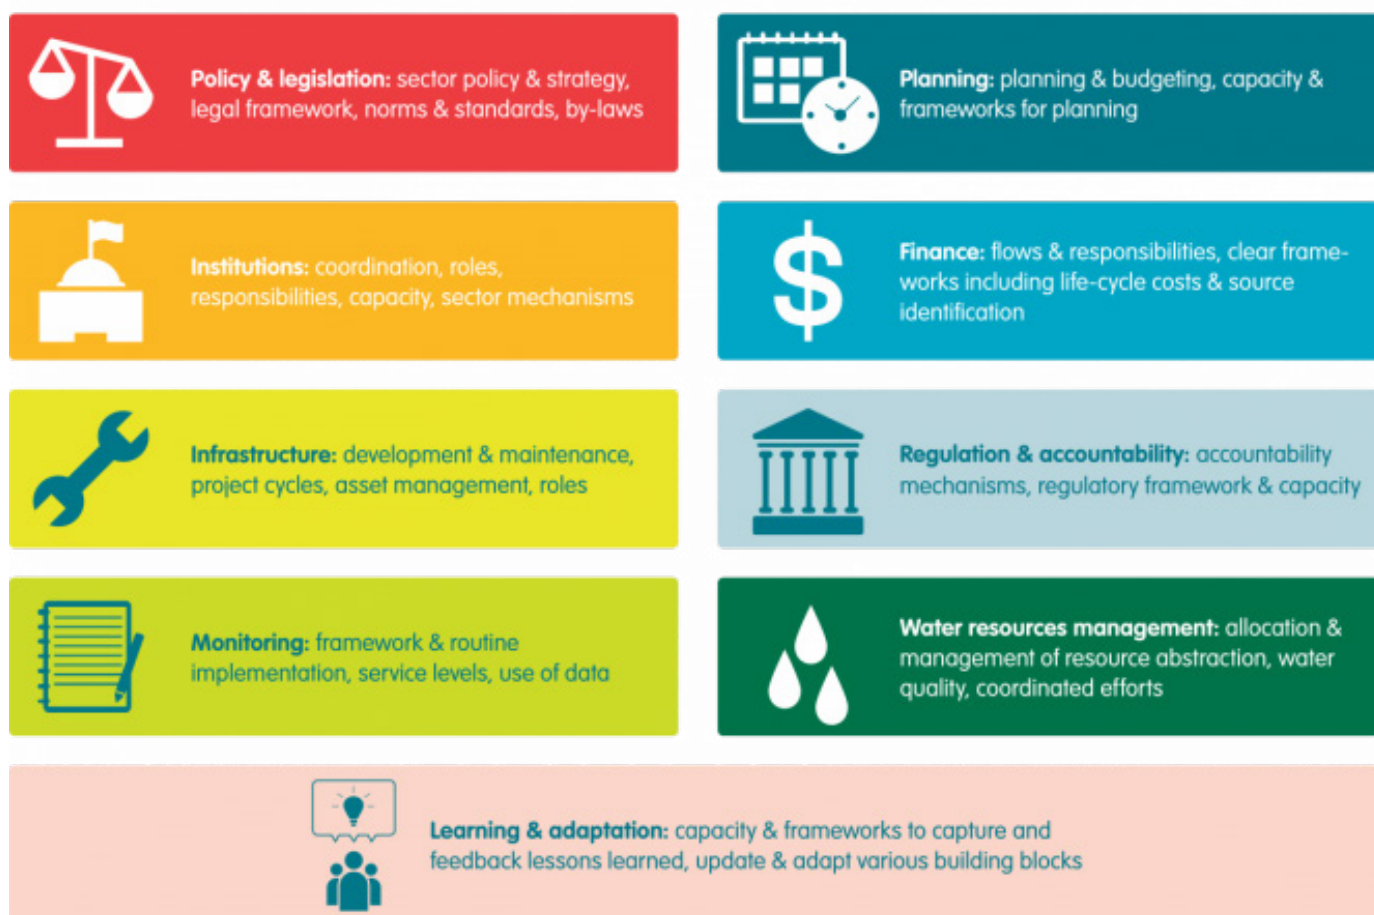 Policy & legislation: sector policy & strategy,
legal framework, norms & standards, by-laws
Planning: planning & budgeting, capacity &
frameworks for planning
Institutions: coordination, roles,
responsibilities, capacity, sector mechanisms
Finance: flows & responsibilities, clear frame-
works including life-cycle costs & source
identification
Infrastructure: development & maintenance,
project cycles, asset management, roles
Regulation & accountability: accountability
mechanisms, regulatory framework & capacity
Monitoring: framework & routine
implementation, service levels, use of data
Water resources management: allocation &
management of resource abstraction, water
quality, coordinated efforts
Learning & adaptation: capacity & frameworks to capture and
feedback lessons learned, update & adapt various building blocks